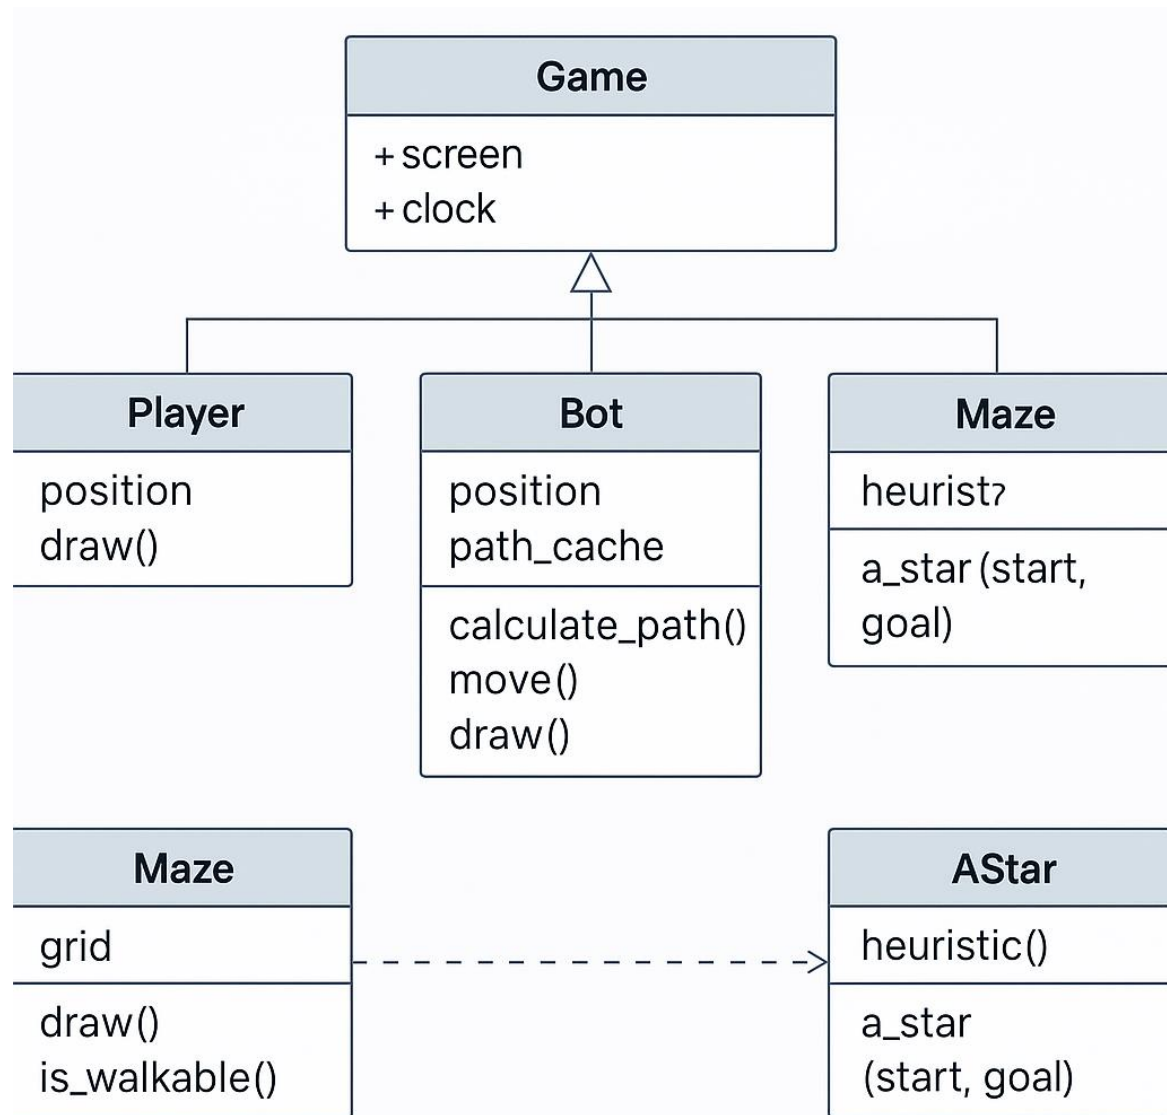 Game
+ screen
+ clock
Player
position
draw()
Bot
position
path_cache
calculate_path()
move()
draw()
Maze
a_star (start,
goal)
Maze
grid
draw()
is_walkable()
AStar
heuristic()
a_star
(start, goal)